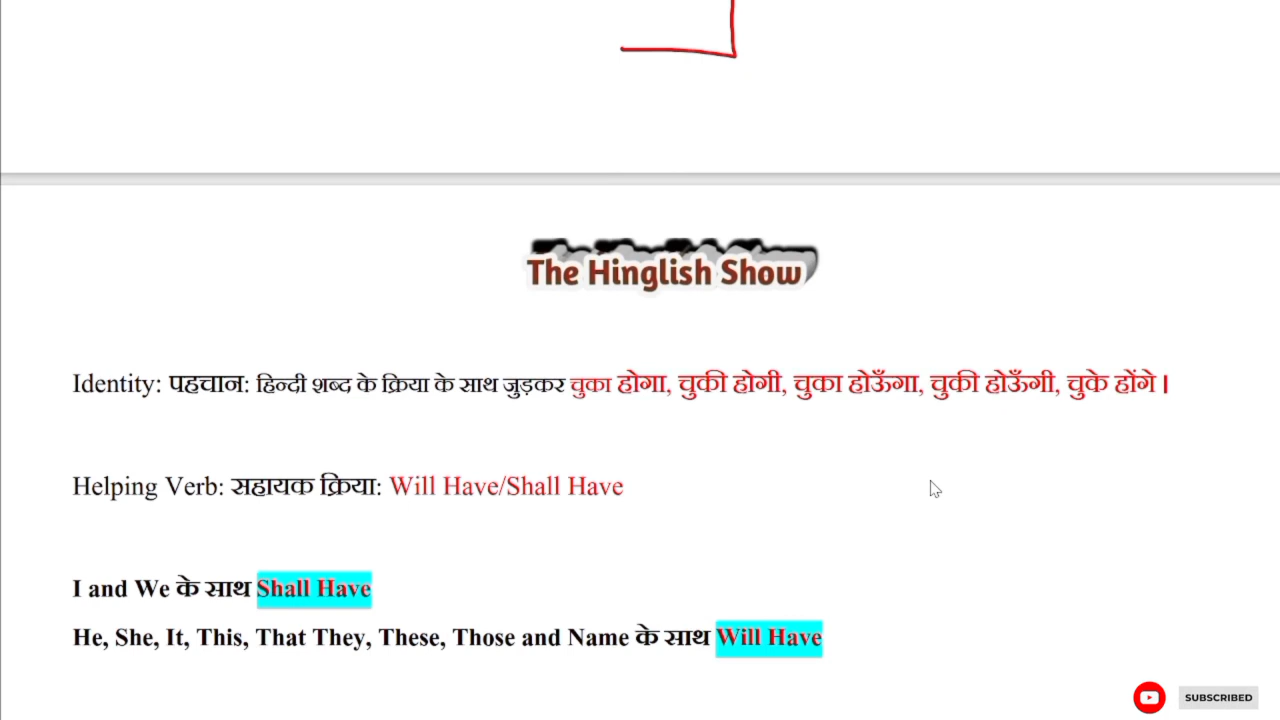 The Hinglish Show
Identity: पहचान: हिन्दी शब्द के क्रिया के साथ जुड़कर चुका होगा, चुकी होगी, चुका होऊँगा, चुकी होऊँगी, चुके होंगे ।
Helping Verb: सहायक क्रिया: Will Have/Shall Have
I and We के साथ Shall Have
He, She, It, This, That They, These, Those and Name के साथ Will Have
SUBSCRIBED